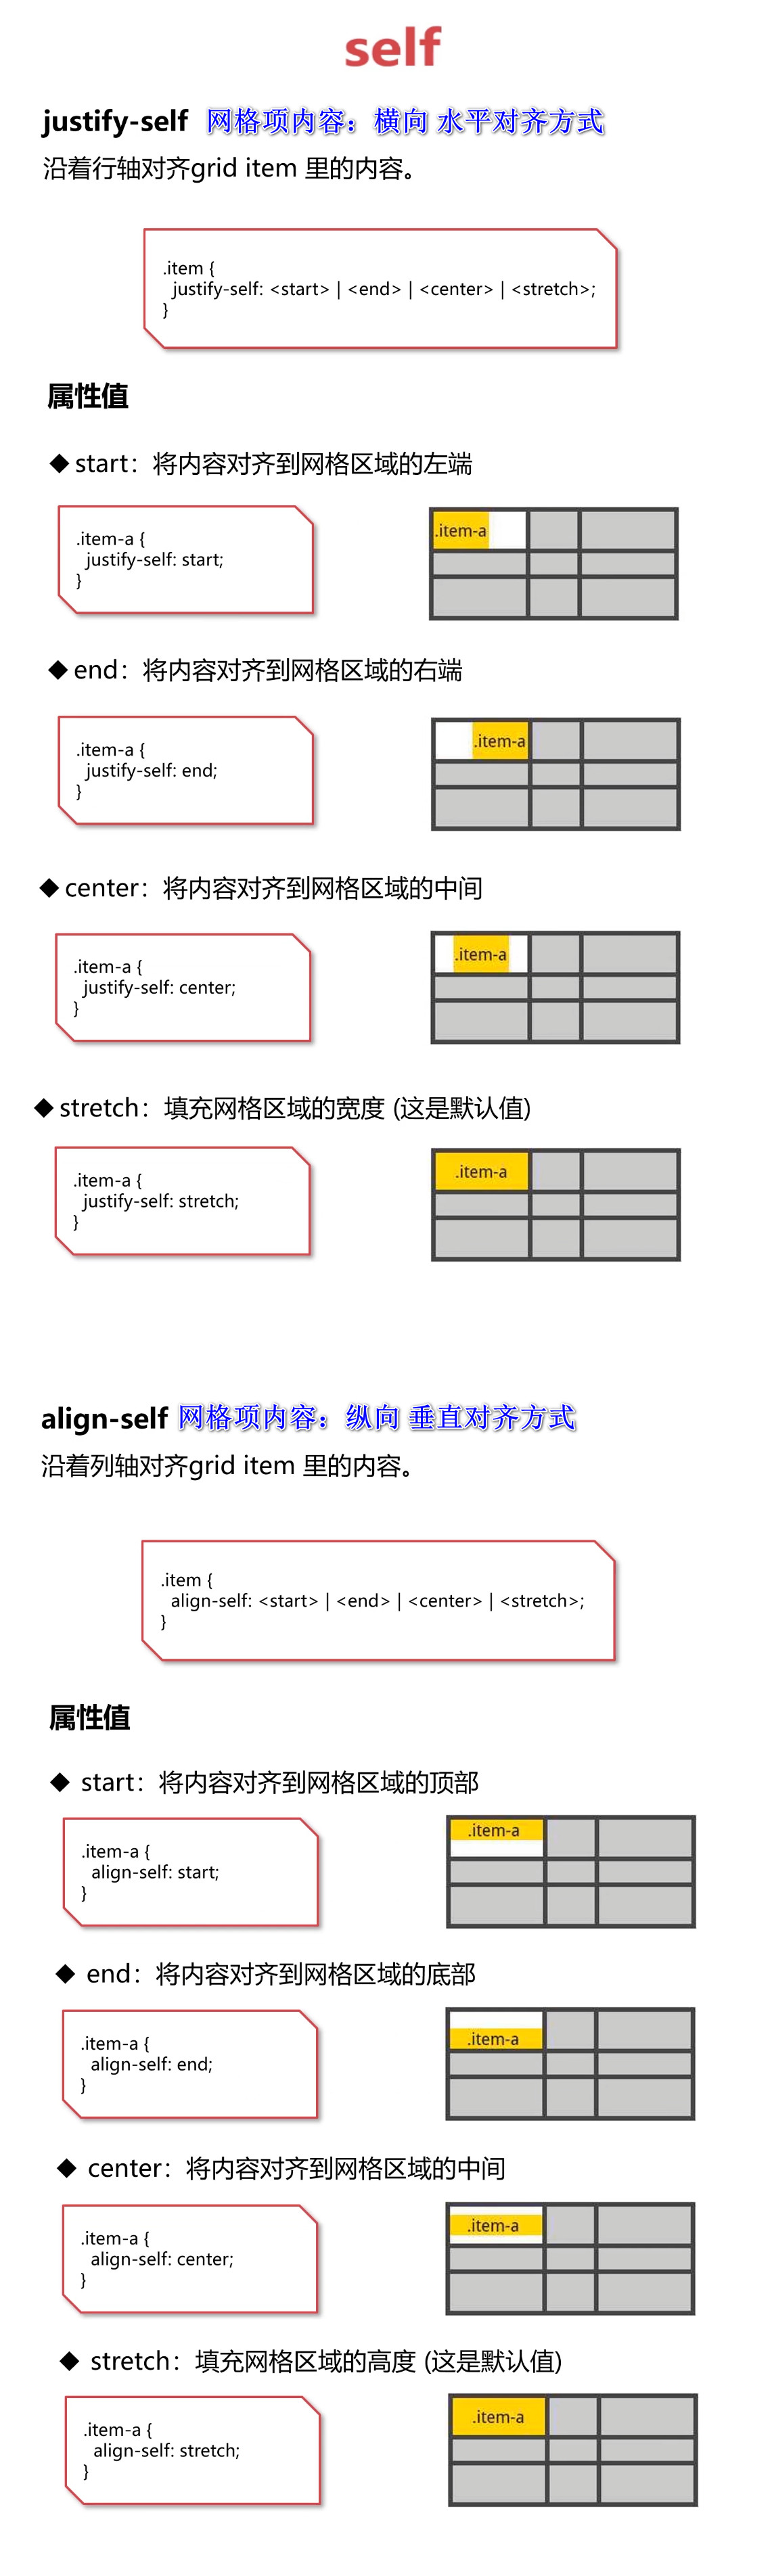 self
justify-self 网格项内容：横向 水平对齐方式
沿着行轴对齐grid item 里的内容。
.item {
justify-self: <start> | <end> | <center> | <stretch>;
}
属性值
◆ start：将内容对齐到网格区域的左端
.item-a {
justify-self: start;
}
.item-a
◆ end：将内容对齐到网格区域的右端
.item-a {
justify-self: end;
}
.item-a
◆ center：将内容对齐到网格区域的中间
.item-a {
justify-self: center;
}
.item-a
◆ stretch：填充网格区域的宽度 (这是默认值)
.item-a {
justify-self: stretch;
}
.item-a
align-self 网格项内容：纵向 垂直对齐方式
沿着列轴对齐grid item 里的内容。
.item {
align-self: <start> | <end> | <center> | <stretch>;
}
属性值
◆ start：将内容对齐到网格区域的顶部
.item-a {
align-self: start;
}
.item-a
◆ end：将内容对齐到网格区域的底部
.item-a {
align-self: end;
}
.item-a
◆ center：将内容对齐到网格区域的中间
.item-a {
align-self: center;
}
.item-a
◆ stretch：填充网格区域的高度 (这是默认值)
.item-a {
align-self: stretch;
}
.item-a